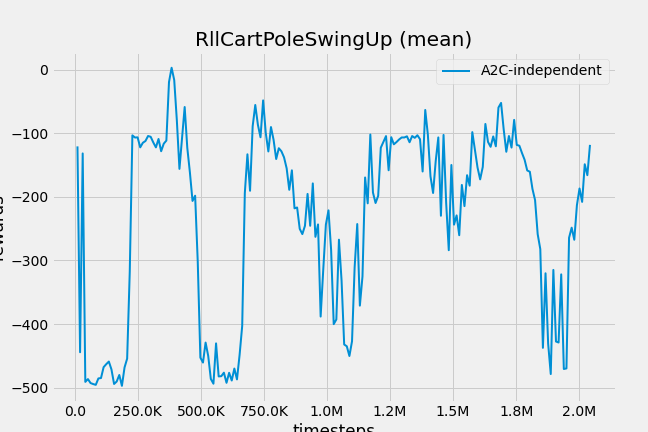 RllCartPoleSwingUp (mean)
A2C-independent
0
−100
−200
−300
−400
−500
0.0 250.0K 500.0K 750.0K 1.0M 1.2M 1.5M 1.8M 2.0M
timesteps